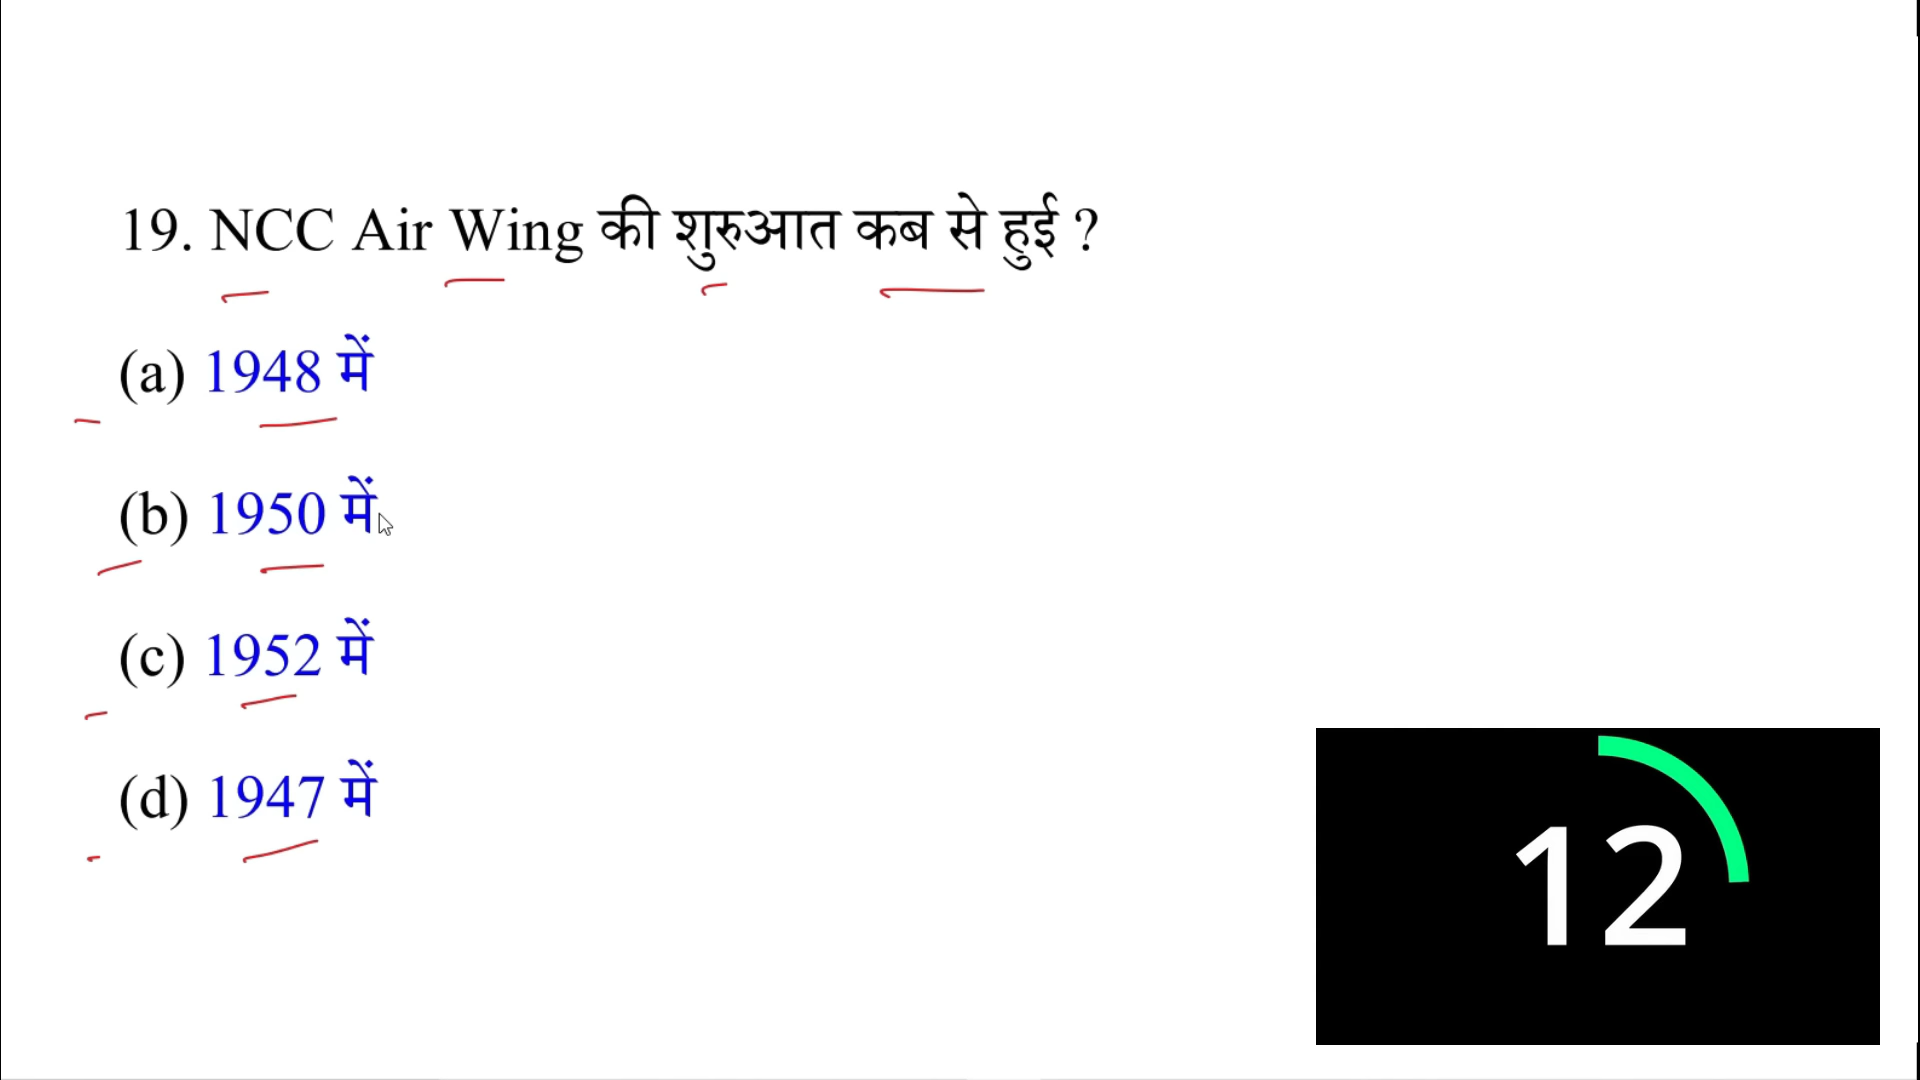 19. NCC Air Wing की शुरुआत कब से हुई ?
(a) 1948 में
(b) 1950 में
(c) 1952 में
(d) 1947 में
12